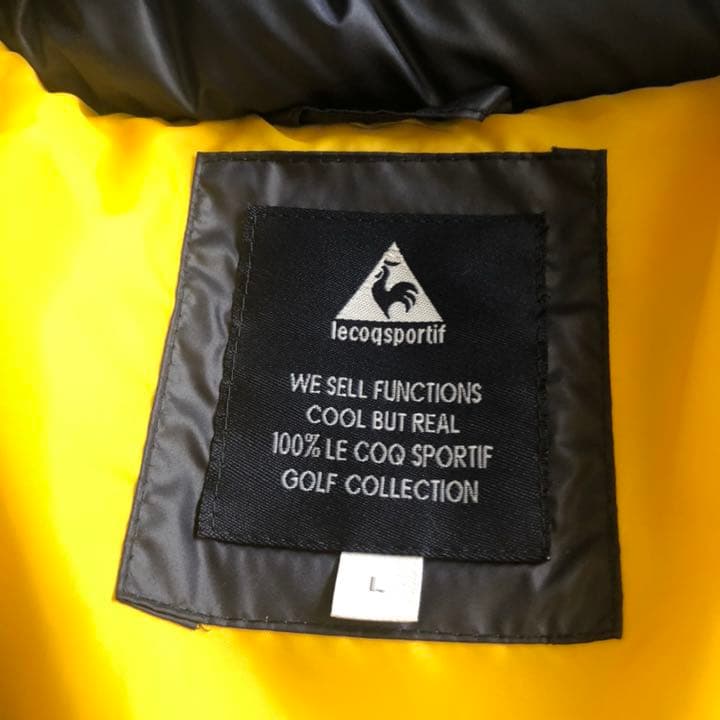 lecoqsportif
WE SELL FUNCTIONS
COOL BUT REAL
100% LE COQ SPORTIF
GOLF COLLECTION
L